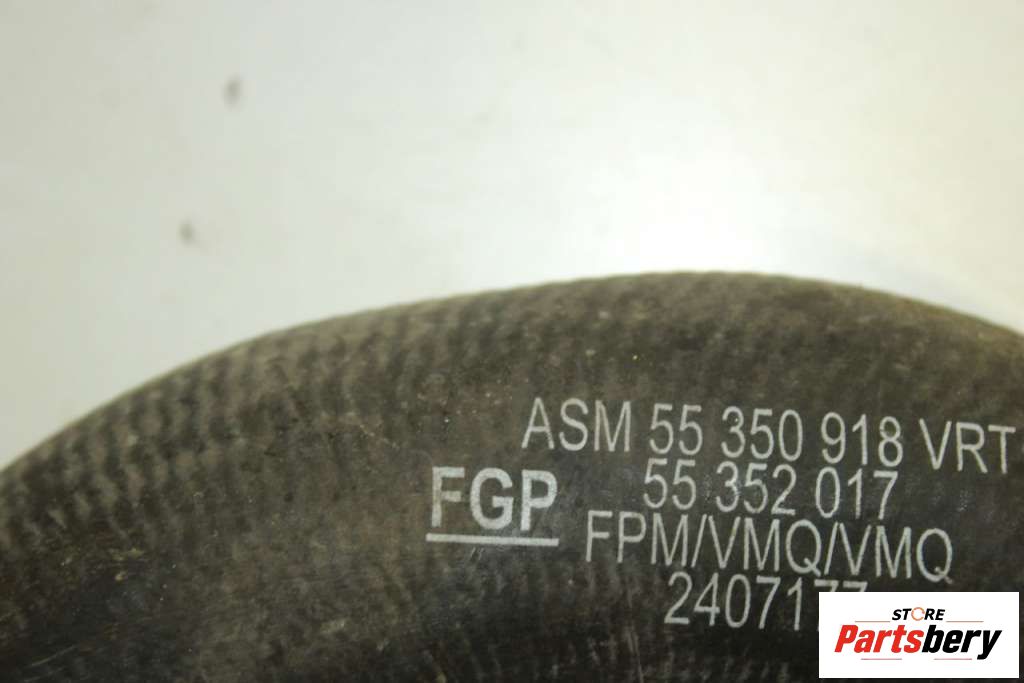 ASM 55 350 918 VRT
FGP 55 352 017
FPM/VMQ/VMQ
STORE
Partsbery